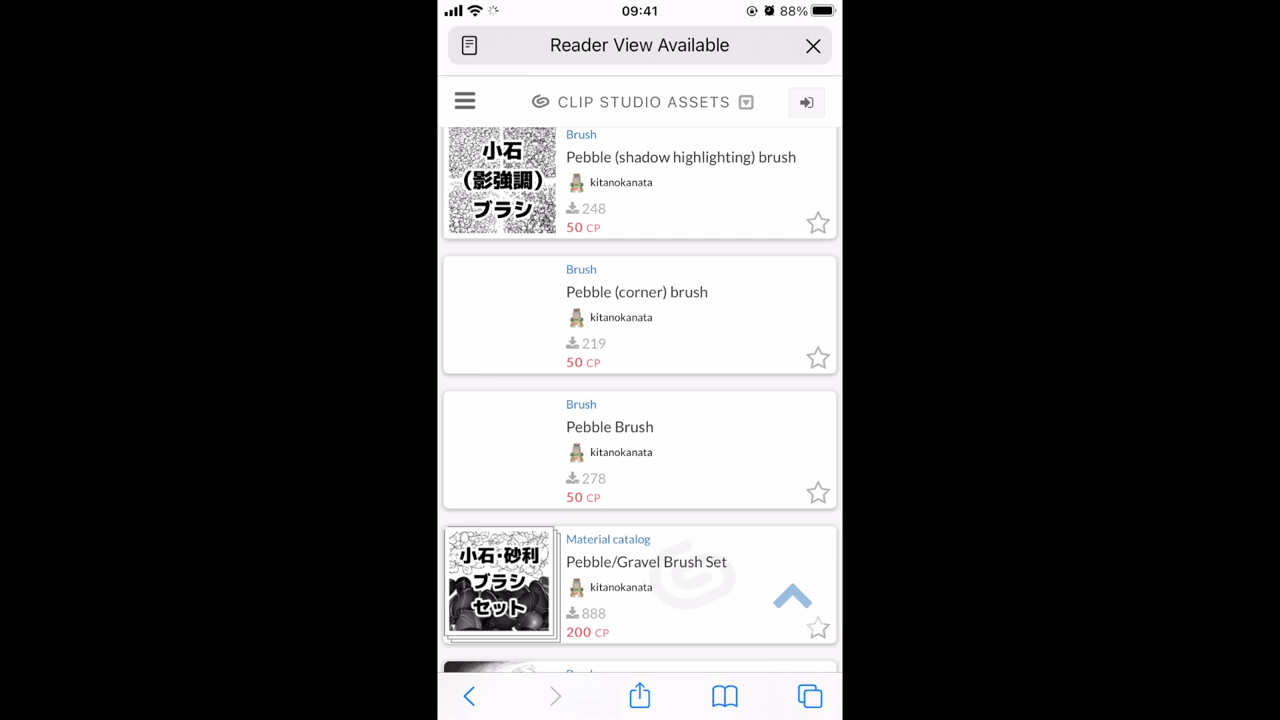 09:41
88%
Reader View Available
CLIP STUDIO ASSETS
小石
(影強調)
ブラシ
Brush
Pebble (shadow highlighting) brush
kitanokanata
248
50 CP
Brush
Pebble (corner) brush
kitanokanata
219
50 CP
Brush
Pebble Brush
kitanokanata
278
50 CP
小石・砂利
ブラシ
セット
Material catalog
Pebble/Gravel Brush Set
kitanokanata
888
200 CP